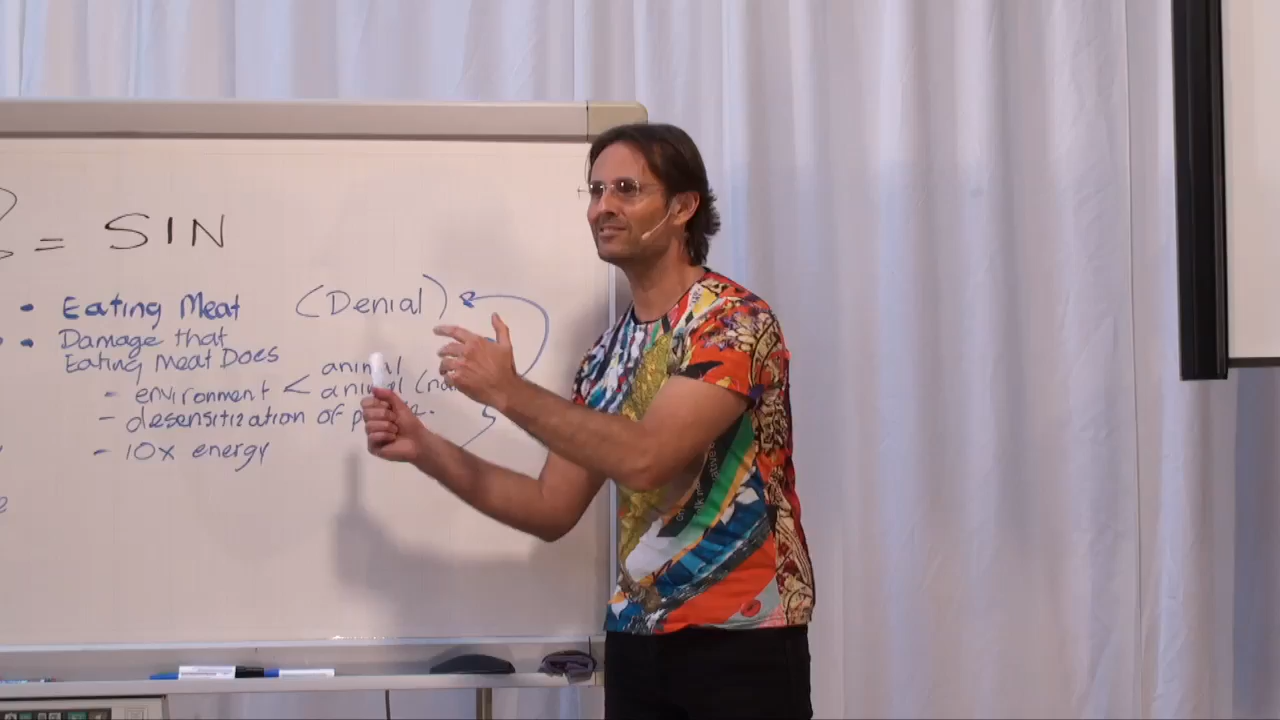 = SIN
• Eating Meat (Denial)
• Damage that
Eating Meat Does
- environment < animal
animal
- desensitization of
- 10x energy